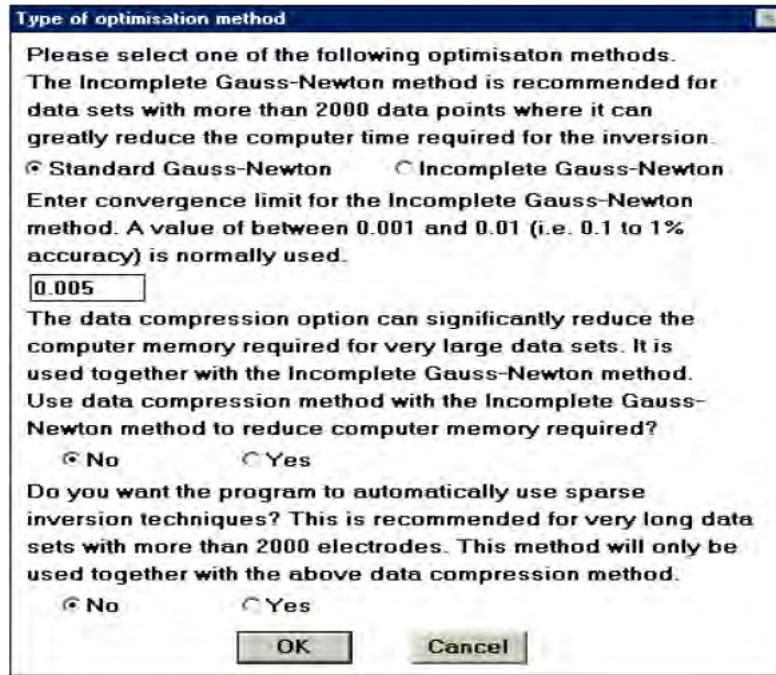 Type of optimisation method
Please select one of the following optimisaton methods.
The Incomplete Gauss-Newton method is recommended for
data sets with more than 2000 data points where it can
greatly reduce the computer time required for the inversion.
Standard Gauss-Newton Incomplete Gauss-Newton
Enter convergence limit for the Incomplete Gauss-Newton
method. A value of between 0.001 and 0.01 (i.e. 0.1 to 1%
accuracy) is normally used.
0.005
The data compression option can significantly reduce the
computer memory required for very large data sets. It is
used together with the Incomplete Gauss-Newton method.
Use data compression method with the Incomplete Gauss-
Newton method to reduce computer memory required?
No Yes
Do you want the program to automatically use sparse
inversion techniques? This is recommended for very long data
sets with more than 2000 electrodes. This method will only be
used together with the above data compression method.
No Yes
OK Cancel